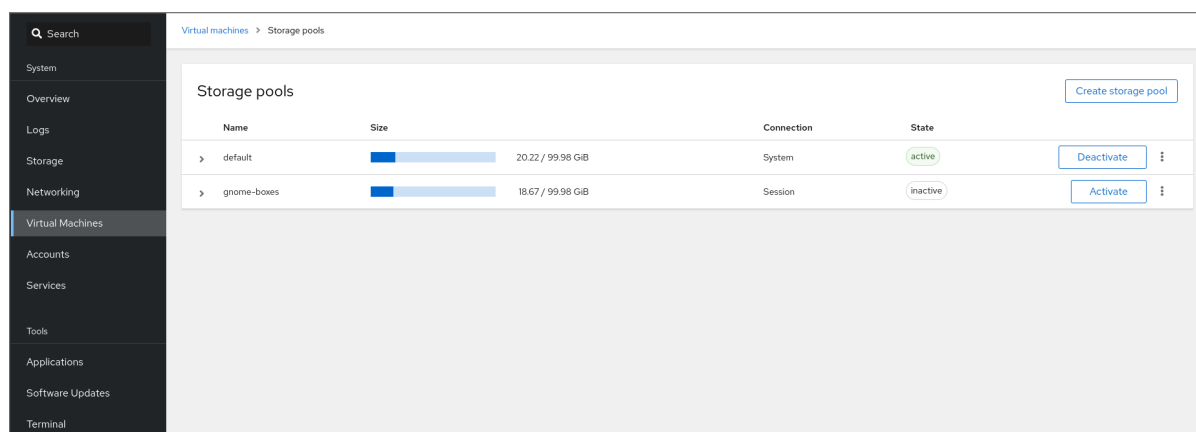 Search
System
Overview
Logs
Storage
Networking
Virtual Machines
Accounts
Services
Tools
Applications
Software Updates
Terminal
Virtual machines > Storage pools
Storage pools
Create storage pool
Name Size Connection State
default 20.22 / 99.98 GiB System active Deactivate
gnome-boxes 18.67 / 99.98 GiB Session inactive Activate